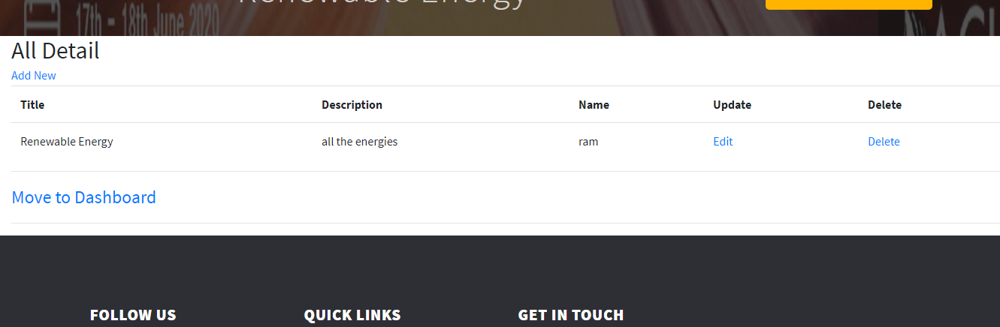 Renewable Energy
17th - 18th June 2020
All Detail
Add New
Title Description Name Update Delete
Renewable Energy all the energies ram Edit Delete
Move to Dashboard
FOLLOW US QUICK LINKS GET IN TOUCH